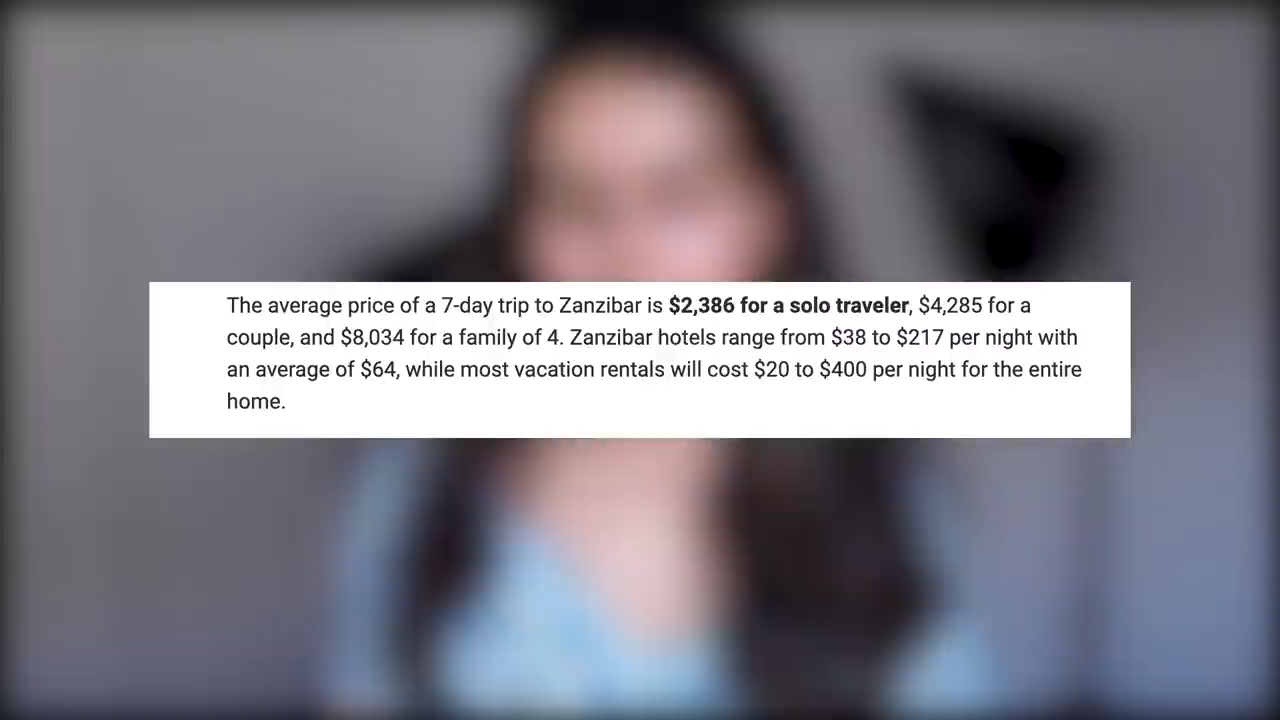 The average price of a 7-day trip to Zanzibar is $2,386 for a solo traveler, $4,285 for a
couple, and $8,034 for a family of 4. Zanzibar hotels range from $38 to $217 per night with
an average of $64, while most vacation rentals will cost $20 to $400 per night for the entire
home.